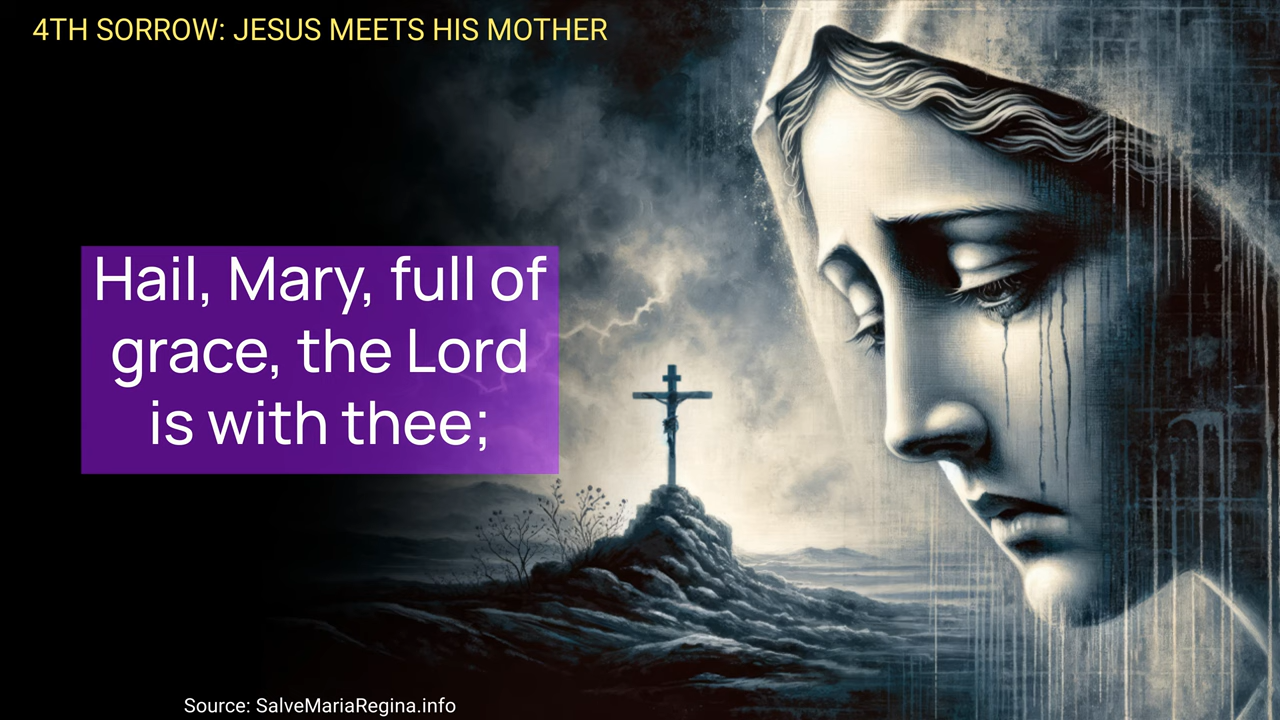 4TH SORROW: JESUS MEETS HIS MOTHER
Hail, Mary, full of
grace, the Lord
is with thee;
Source: SalveMariaRegina.info